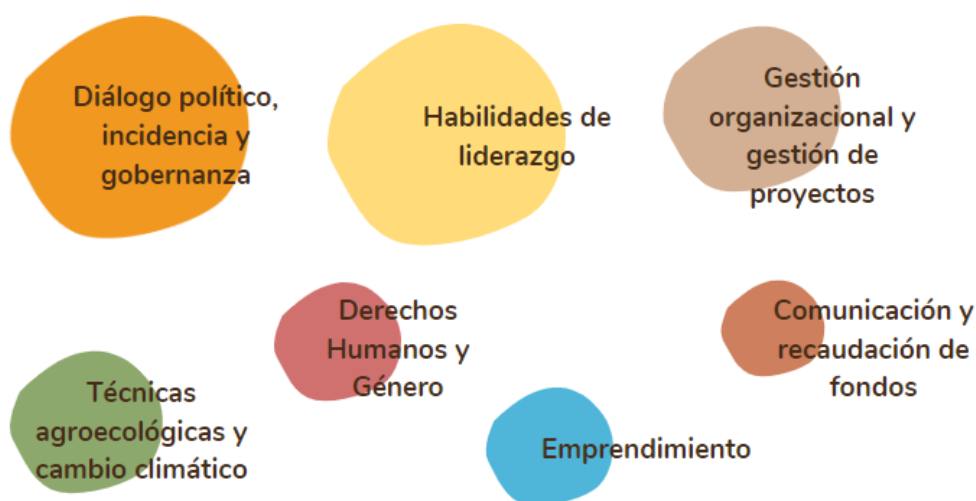 Diálogo político,
incidencia y
gobernanza
Habilidades de
liderazgo
Gestión
organizacional y
gestión de
proyectos
Derechos
Humanos y
Género
Comunicación y
recaudación de
fondos
Técnicas
agroecológicas y
cambio climático
Emprendimiento